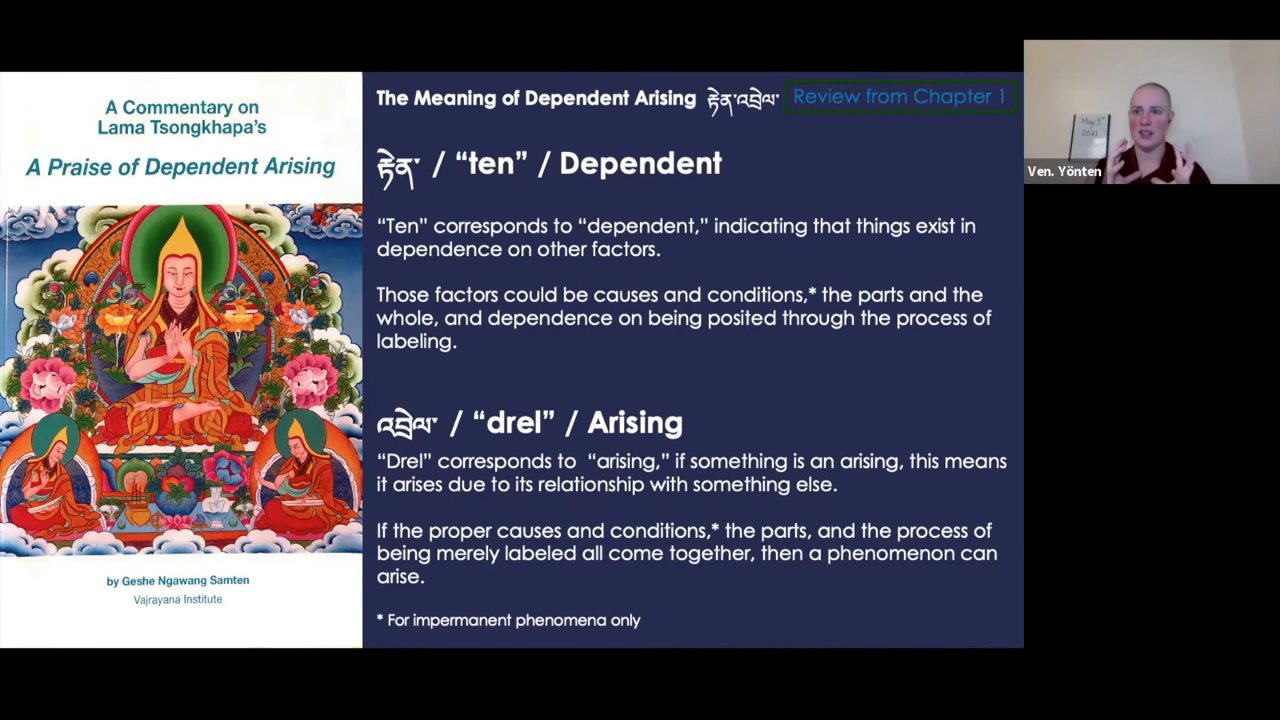 A Commentary on
Lama Tsongkhapa's
A Praise of Dependent Arising
by Geshe Ngawang Samten
Vajrayana Institute
The Meaning of Dependent Arising རྟེན་འབྲེལ་ Review from Chapter 1
རྟེན་ / “ten” / Dependent
“Ten” corresponds to “dependent,” indicating that things exist in
dependence on other factors.
Those factors could be causes and conditions,* the parts and the
whole, and dependence on being posited through the process of
labeling.
འབྲེལ་ / “drel” / Arising
“Drel” corresponds to “arising,” if something is an arising, this means
it arises due to its relationship with something else.
If the proper causes and conditions,* the parts, and the process of
being merely labeled all come together, then a phenomenon can
arise.
* For impermanent phenomena only
May 5th
2021
Ven. Yönten